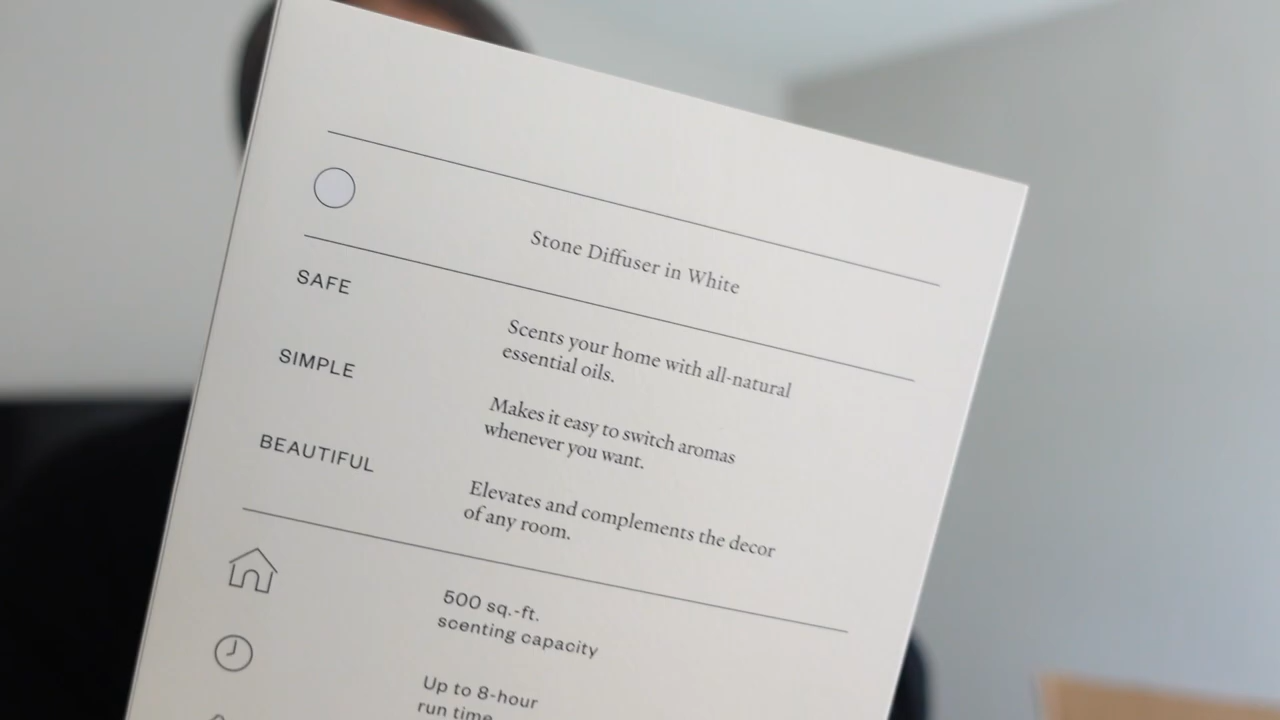 Stone Diffuser in White
SAFE
Scents your home with all-natural
essential oils.
SIMPLE
Makes it easy to switch aromas
whenever you want.
BEAUTIFUL
Elevates and complements the decor
of any room.
500 sq.-ft.
scenting capacity
Up to 8-hour
run time